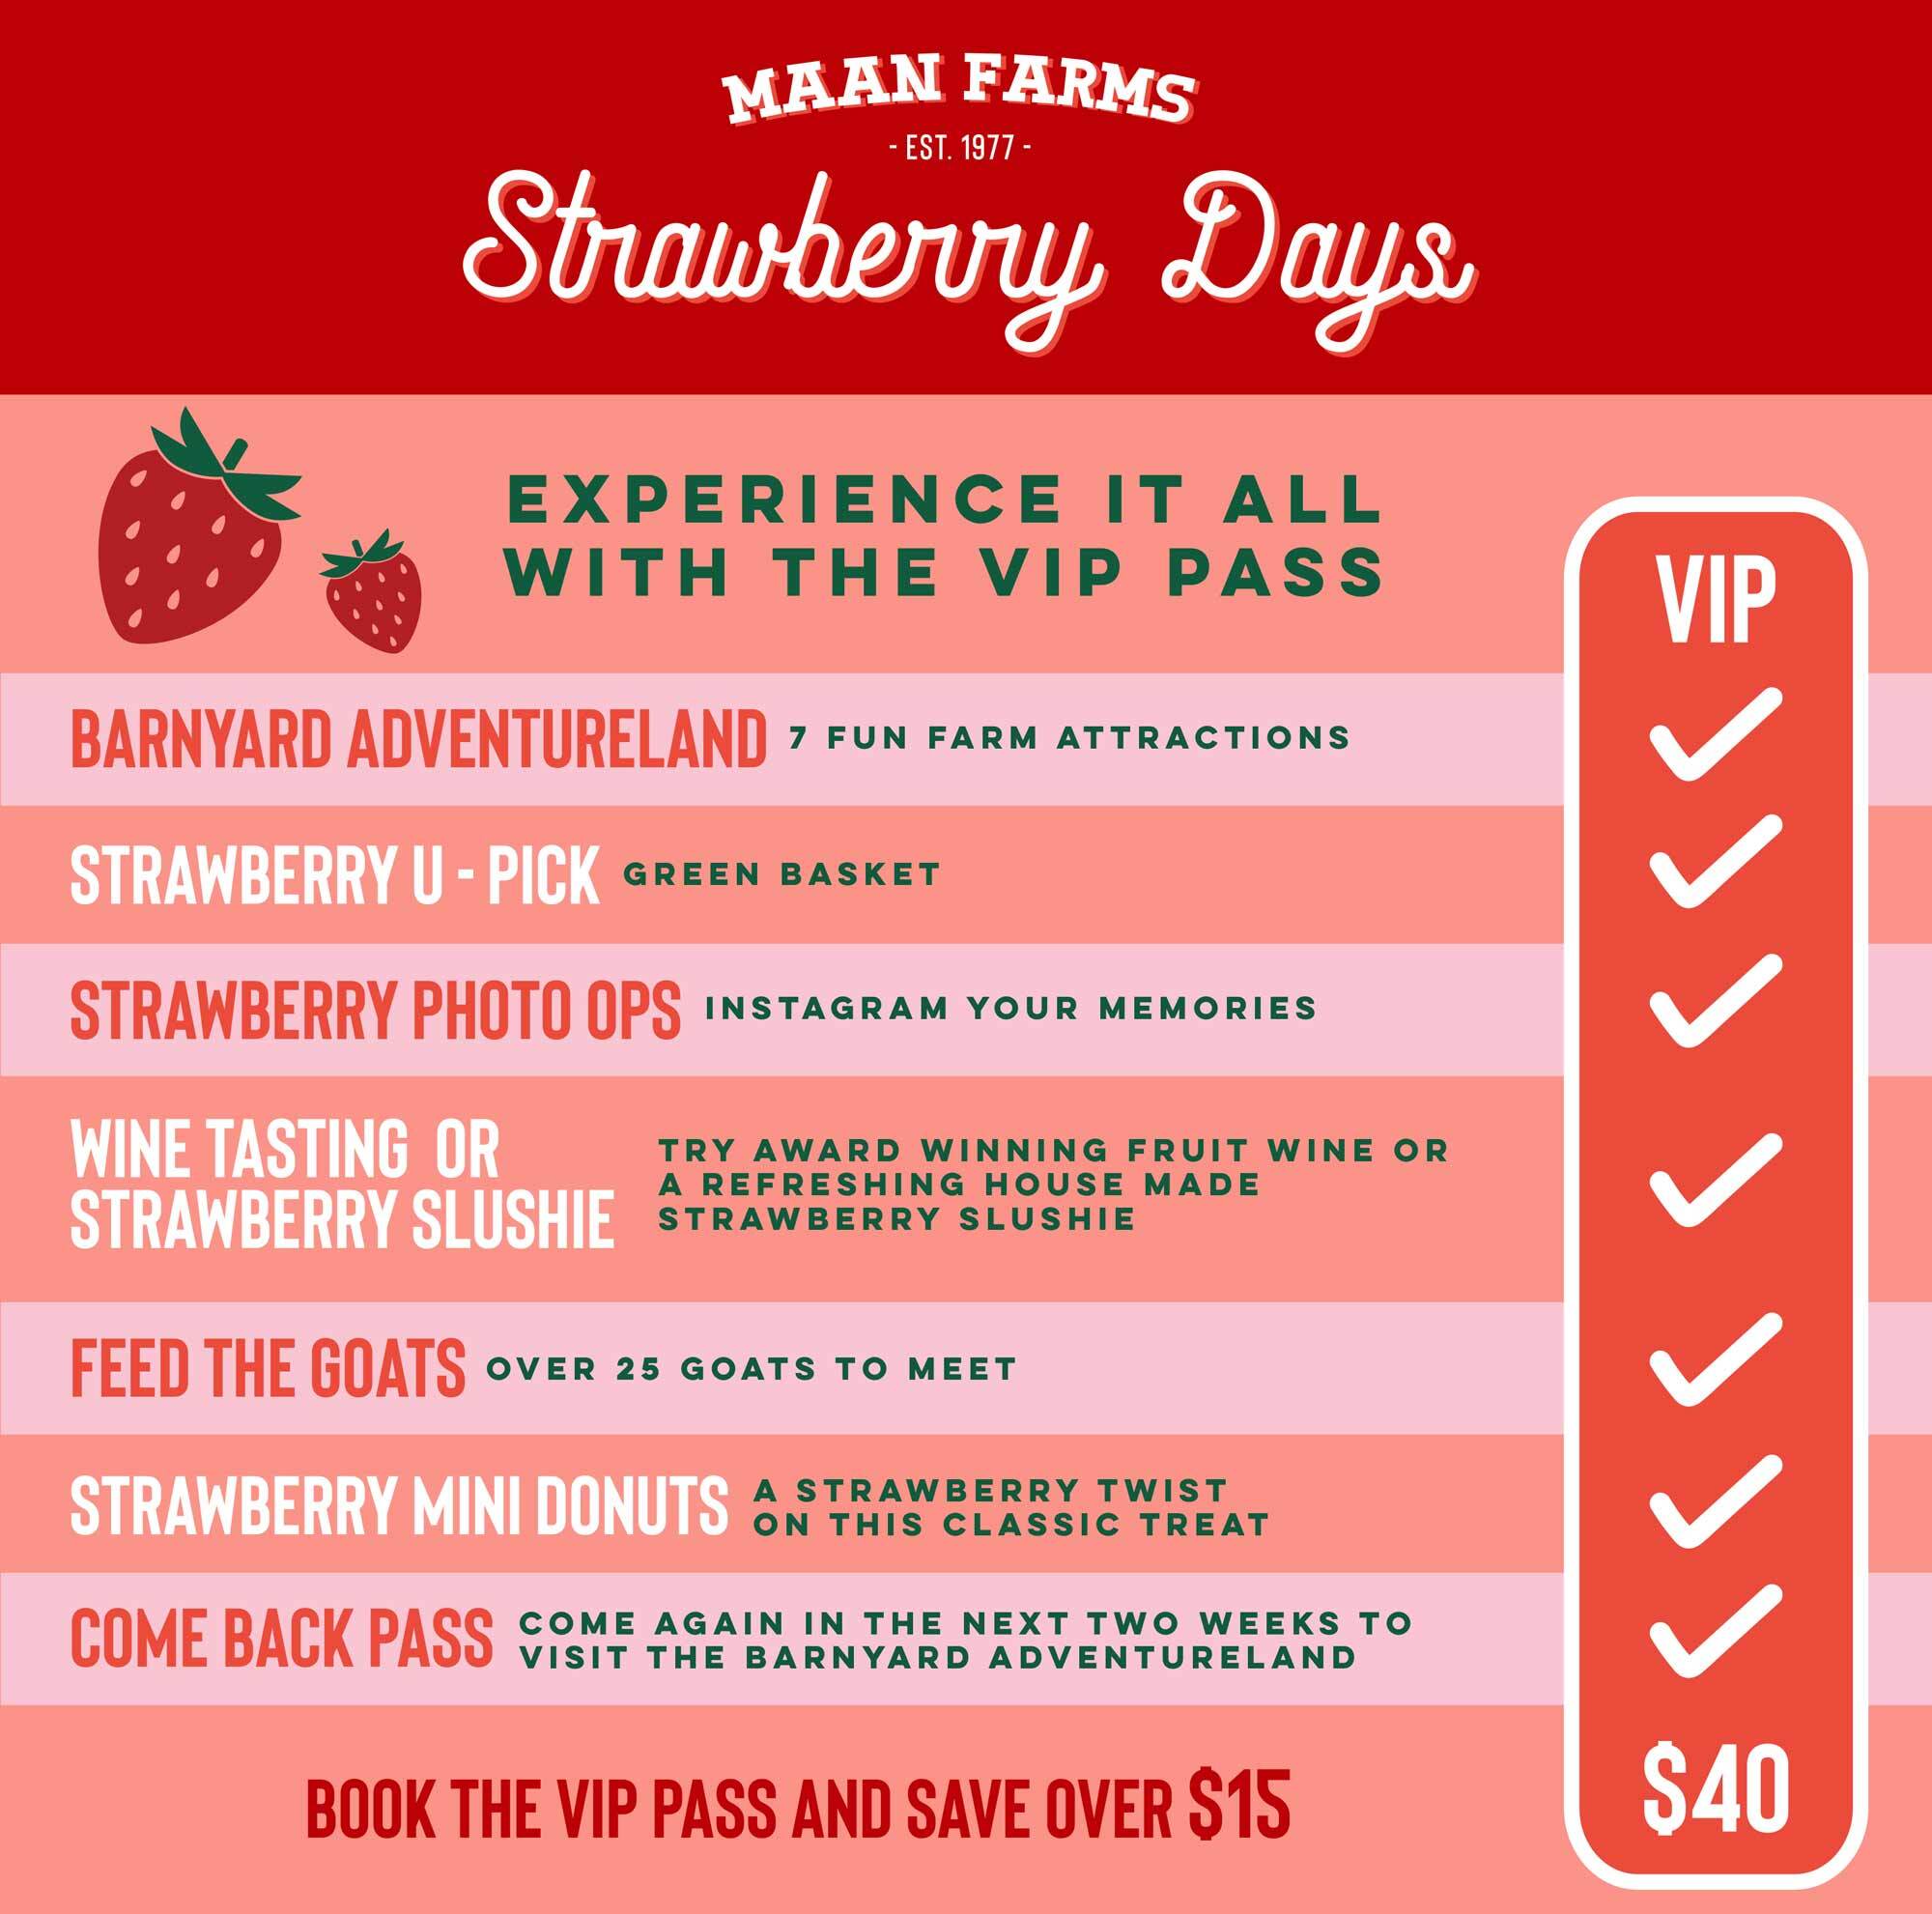 MAAN FARMS
- EST. 1977 -
Strawberry Days
EXPERIENCE IT ALL
WITH THE VIP PASS
VIP
BARNYARD ADVENTURELAND 7 FUN FARM ATTRACTIONS
STRAWBERRY U - PICK GREEN BASKET
STRAWBERRY PHOTO OPS INSTAGRAM YOUR MEMORIES
WINE TASTING OR
STRAWBERRY SLUSHIE
TRY AWARD WINNING FRUIT WINE OR
A REFRESHING HOUSE MADE
STRAWBERRY SLUSHIE
FEED THE GOATS OVER 25 GOATS TO MEET
STRAWBERRY MINI DONUTS
A STRAWBERRY TWIST
ON THIS CLASSIC TREAT
COME BACK PASS
COME AGAIN IN THE NEXT TWO WEEKS TO
VISIT THE BARNYARD ADVENTURELAND
BOOK THE VIP PASS AND SAVE OVER $15
$40